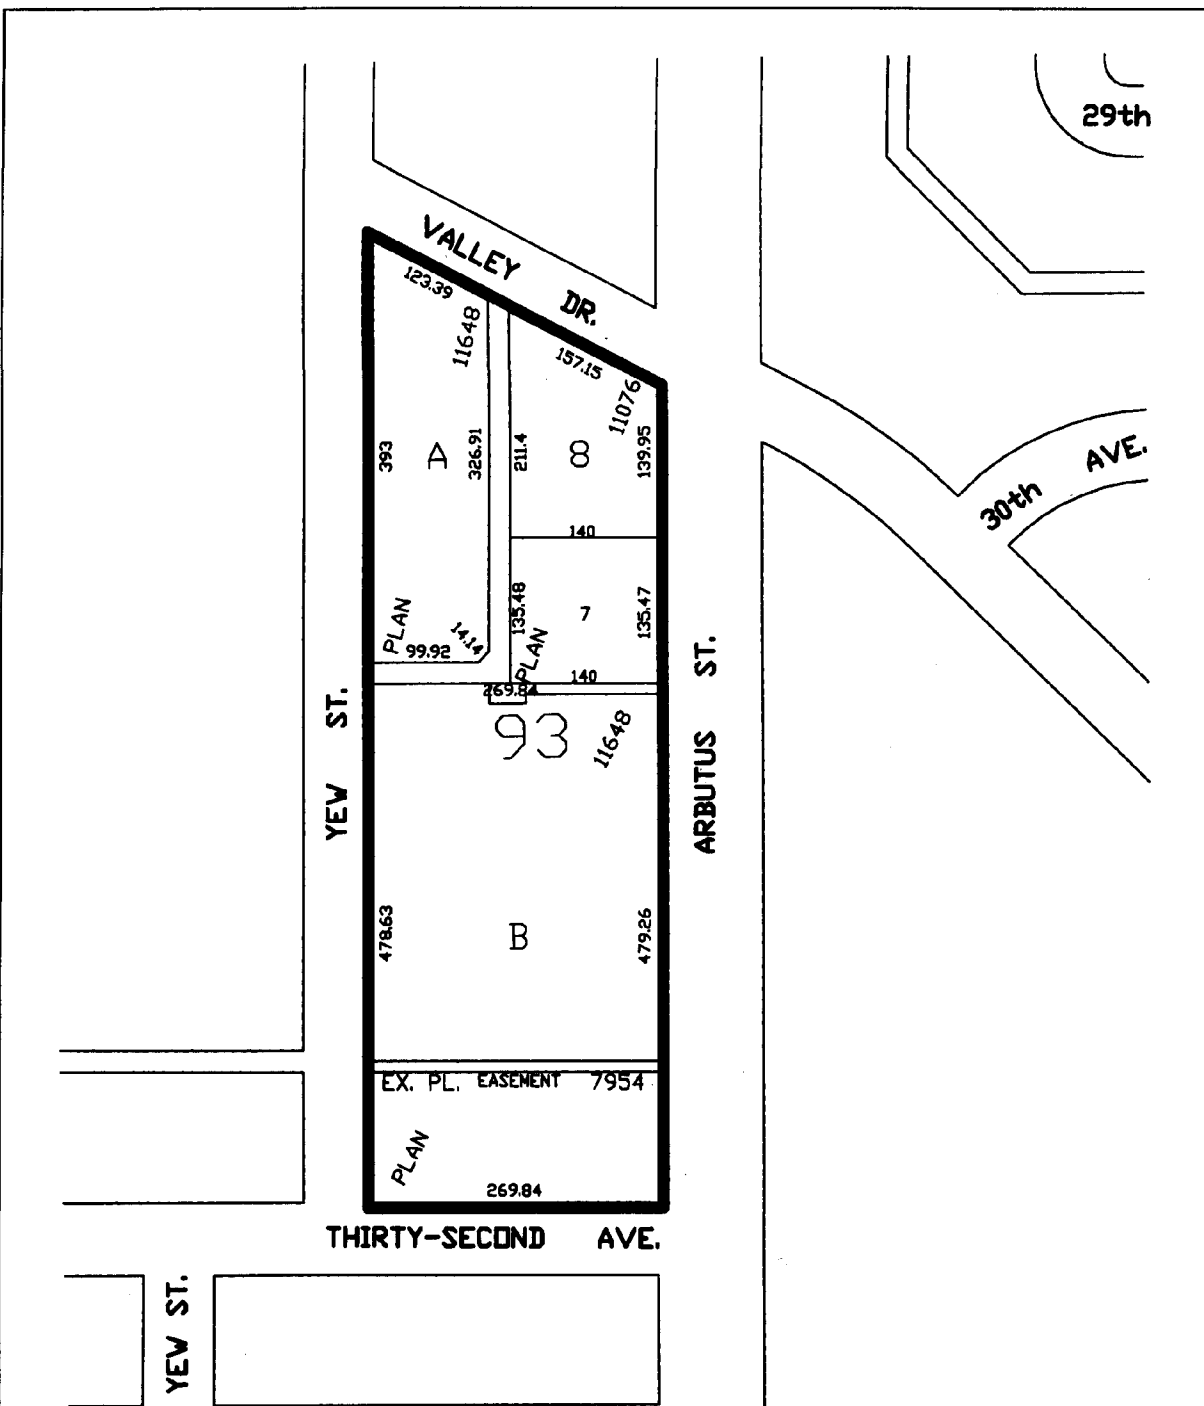 29th
VALLEY DR.
123.39
11648
157.15
11076
393
A
326.91
211.4
8
139.95
AVE.
30th
140
PLAN
99.92
14.14
135.48
7
135.47
PLAN
140
269.84
93
11648
YEW ST.
ARBUTUS ST.
478.63
B
479.26
EX. PL. EASEMENT 7954
PLAN
269.84
THIRTY-SECOND AVE.
YEW ST.